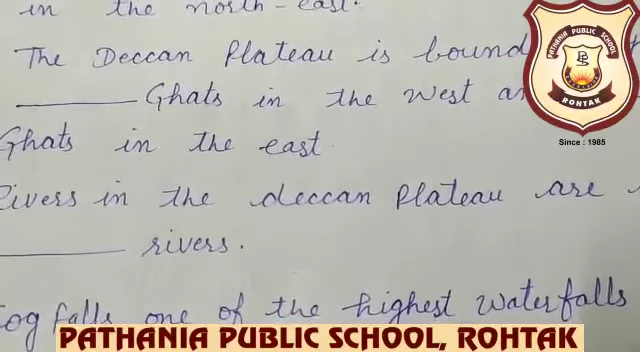 in the north-east.
The Deccan Plateau is bound
Ghats in the west
Ghats in the east
Rivers in the deccan Plateau are
rivers.
Jog falls one of the highest waterfalls
PATHANIA PUBLIC SCHOOL
PPS
ROHTAK
Since : 1985
PATHANIA PUBLIC SCHOOL, ROHTAK